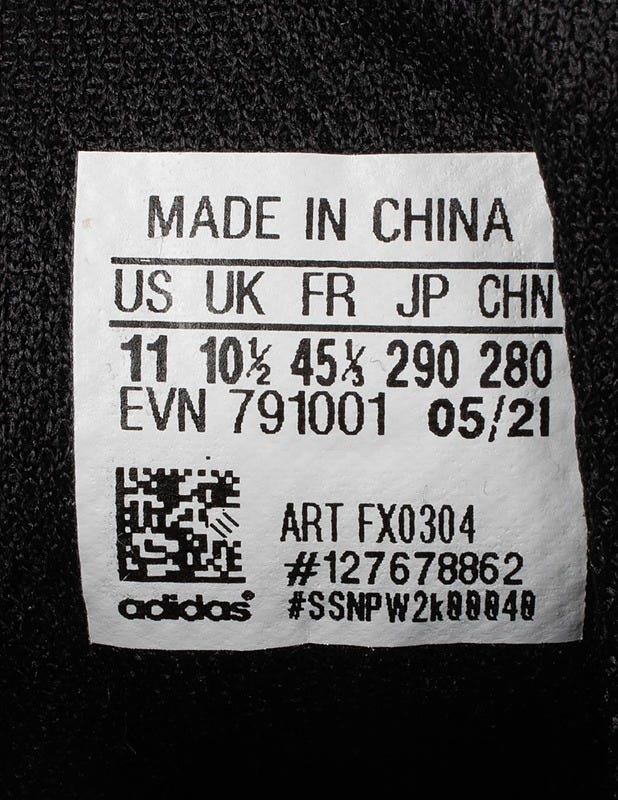 MADE IN CHINA
US UK FR JP CHN
11 10½ 45⅓ 290 280
EVN 791001 05/21
ART FX0304
#127678862
adidas® #SSNPW2k00040